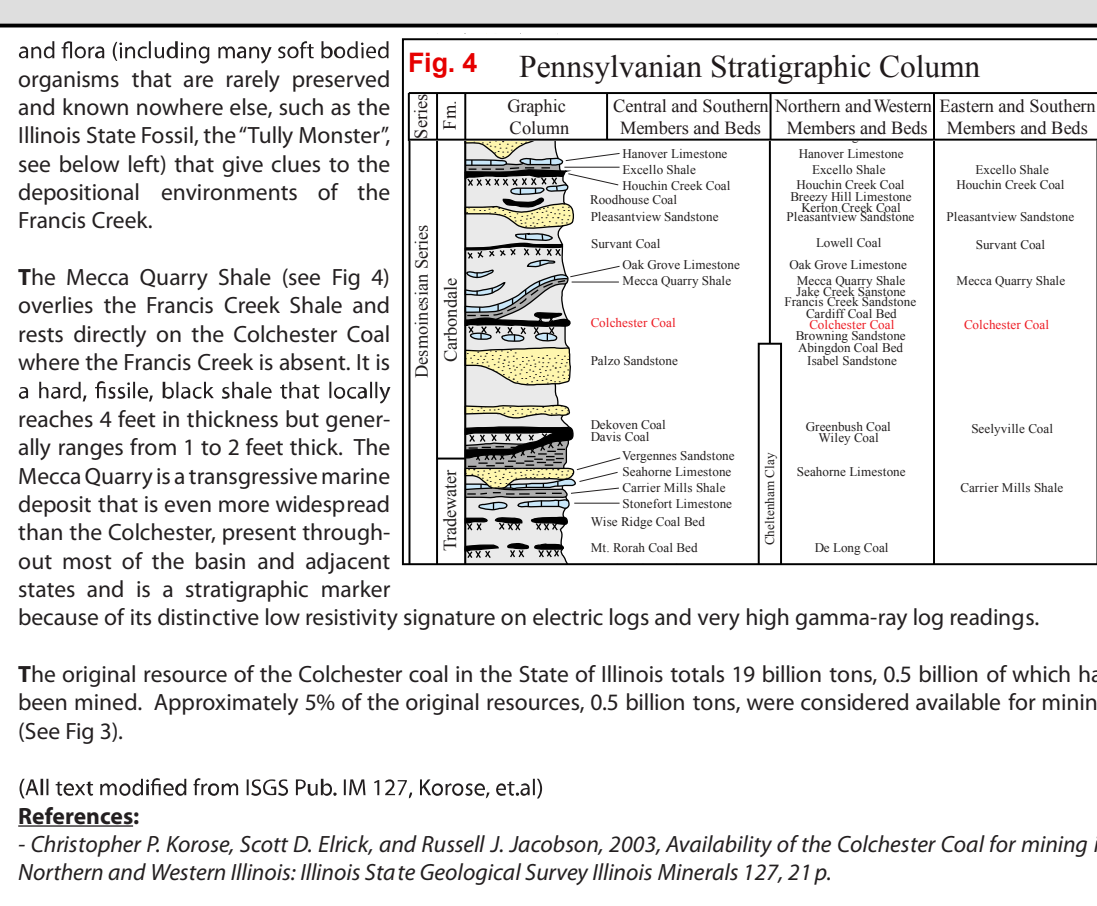 and flora (including many soft bodied
organisms that are rarely preserved
and known nowhere else, such as the
Illinois State Fossil, the “Tully Monster”,
see below left) that give clues to the
depositional environments of the
Francis Creek.
The Mecca Quarry Shale (see Fig 4)
overlies the Francis Creek Shale and
rests directly on the Colchester Coal
where the Francis Creek is absent. It is
a hard, fissile, black shale that locally
reaches 4 feet in thickness but gener-
ally ranges from 1 to 2 feet thick. The
Mecca Quarry is a transgressive marine
deposit that is even more widespread
than the Colchester, present through-
out most of the basin and adjacent
states and is a stratigraphic marker
because of its distinctive low resistivity signature on electric logs and very high gamma-ray log readings.
Fig. 4
Pennsylvanian Stratigraphic Column
Series
Fm.
Graphic
Column
Central and Southern
Members and Beds
Northern and Western
Members and Beds
Eastern and Southern
Members and Beds
Desmoinesian Series
Carbondale
Tradewater
Hanover Limestone
Excello Shale
Houchin Creek Coal
Roodhouse Coal
Pleasantview Sandstone
Survant Coal
Oak Grove Limestone
Mecca Quarry Shale
Colchester Coal
Palzo Sandstone
Dekoven Coal
Davis Coal
Vergennes Sandstone
Seahorne Limestone
Carrier Mills Shale
Stonefort Limestone
Wise Ridge Coal Bed
Mt. Rorah Coal Bed
Cheltenham Clay
Hanover Limestone
Excello Shale
Houchin Creek Coal
Breezy Hill Limestone
Kerton Creek Coal
Pleasantview Sandstone
Lowell Coal
Oak Grove Limestone
Mecca Quarry Shale
Jake Creek Sanstone
Francis Creek Sandstone
Cardiff Coal Bed
Colchester Coal
Browning Sandstone
Abingdon Coal Bed
Isabel Sandstone
Greenbush Coal
Wiley Coal
Seahorne Limestone
De Long Coal
Excello Shale
Houchin Creek Coal
Pleasantview Sandstone
Survant Coal
Mecca Quarry Shale
Colchester Coal
Seelyville Coal
Carrier Mills Shale
The original resource of the Colchester coal in the State of Illinois totals 19 billion tons, 0.5 billion of which ha
been mined. Approximately 5% of the original resources, 0.5 billion tons, were considered available for minin
(See Fig 3).
(All text modified from ISGS Pub. IM 127, Korose, et.al)
References:
- Christopher P. Korose, Scott D. Elrick, and Russell J. Jacobson, 2003, Availability of the Colchester Coal for mining i
Northern and Western Illinois: Illinois State Geological Survey Illinois Minerals 127, 21 p.